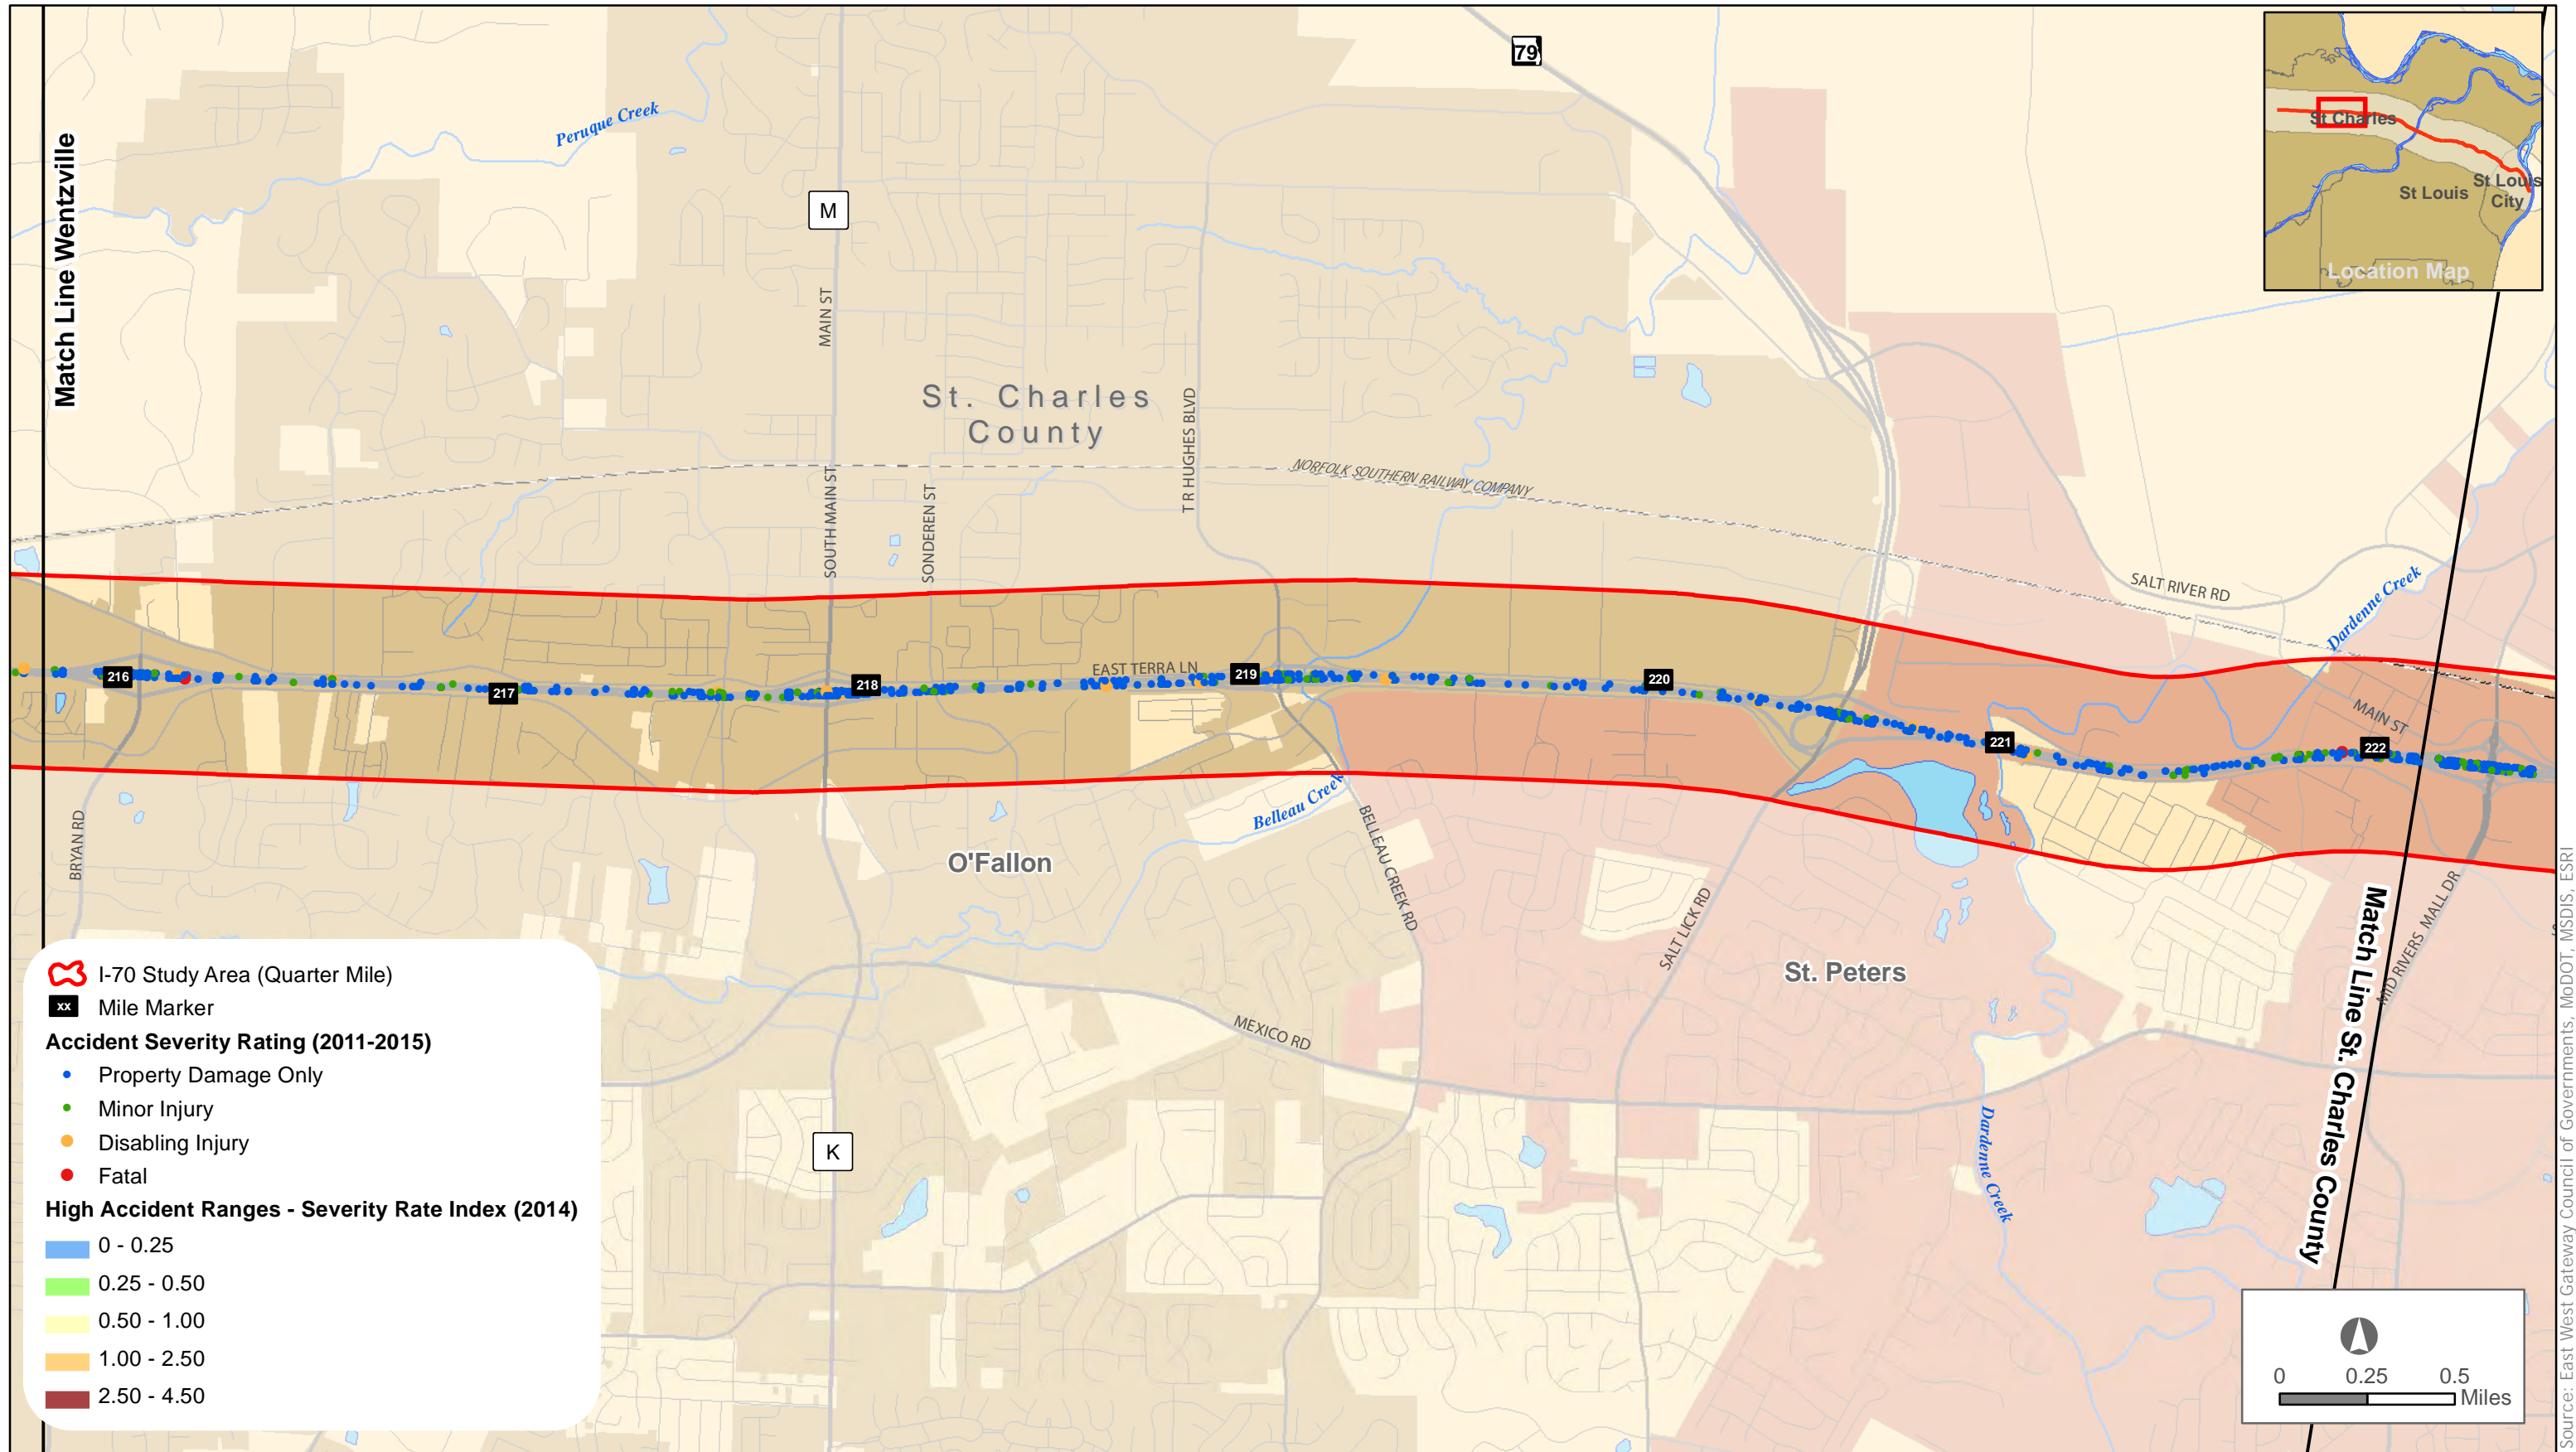 79
St Charles
St Louis
St Louis
City
Location Map
Match Line Wentzville
Peruque Creek
M
MAIN ST
St. Charles
County
T R HUGHES BLVD
NORFOLK SOUTHERN RAILWAY COMPANY
SOUTH MAIN ST
SONDEREN ST
SALT RIVER RD
Dardenne Creek
EAST TERRA LN
216
217
218
219
220
221
222
MAIN ST
BRYAN RD
Belleau Creek
BELLEAU CREEK RD
O'Fallon
SALT LICK RD
St. Peters
MID RIVERS MALL DR
Match Line St. Charles County
MEXICO RD
K
Dardenne Creek
I-70 Study Area (Quarter Mile)
xx Mile Marker
Accident Severity Rating (2011-2015)
Property Damage Only
Minor Injury
Disabling Injury
Fatal
High Accident Ranges - Severity Rate Index (2014)
0 - 0.25
0.25 - 0.50
0.50 - 1.00
1.00 - 2.50
2.50 - 4.50
0 0.25 0.5
Miles
Source: East West Gateway Council of Governments, MoDOT, MSDIS, ESRI